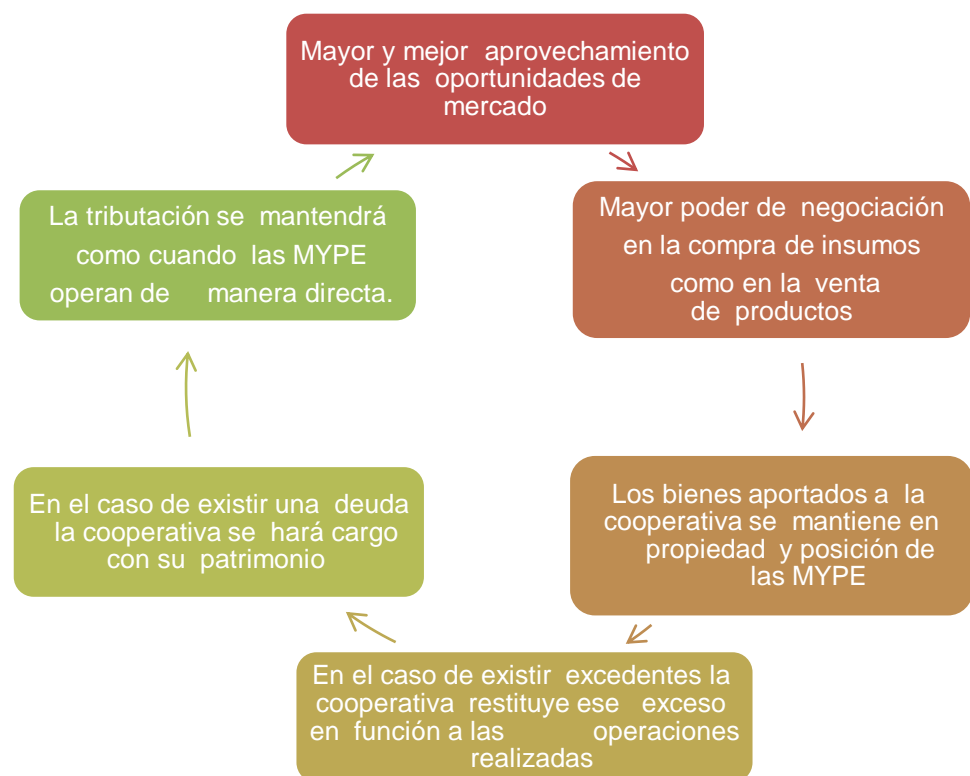 Mayor y mejor aprovechamiento
de las oportunidades de
mercado
Mayor poder de negociación
en la compra de insumos
como en la venta
de productos
Los bienes aportados a la
cooperativa se mantiene en
propiedad y posición de
las MYPE
En el caso de existir excedentes la
cooperativa restituye ese exceso
en función a las operaciones
realizadas
En el caso de existir una deuda
la cooperativa se hará cargo
con su patrimonio
La tributación se mantendrá
como cuando las MYPE
operan de manera directa.